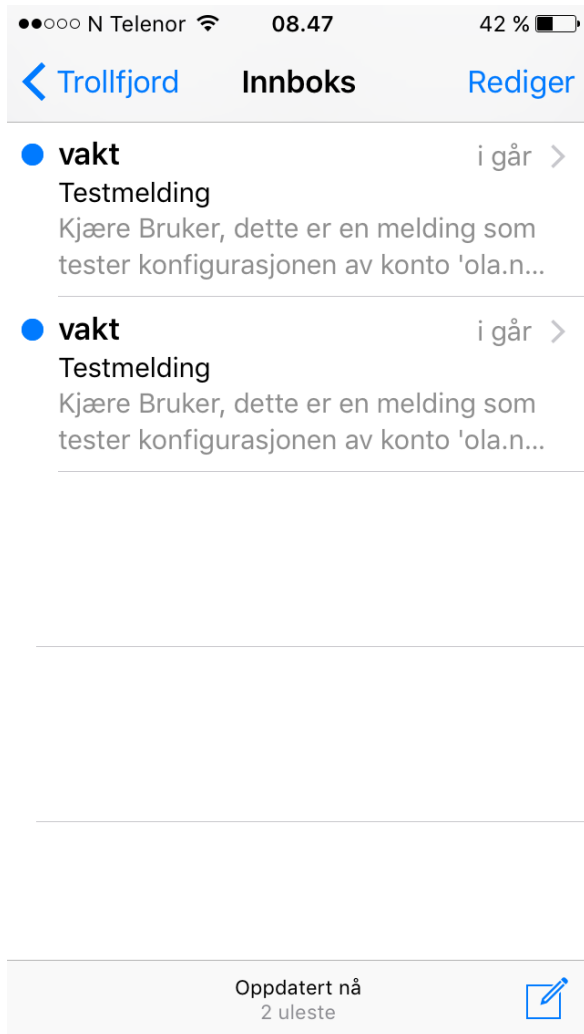 N Telenor 08.47 42 %
Trollfjord Innboks Rediger
vakt i går
Testmelding
Kjære Bruker, dette er en melding som
tester konfigurasjonen av konto 'ola.n...
vakt i går
Testmelding
Kjære Bruker, dette er en melding som
tester konfigurasjonen av konto 'ola.n...
Oppdatert nå
2 uleste